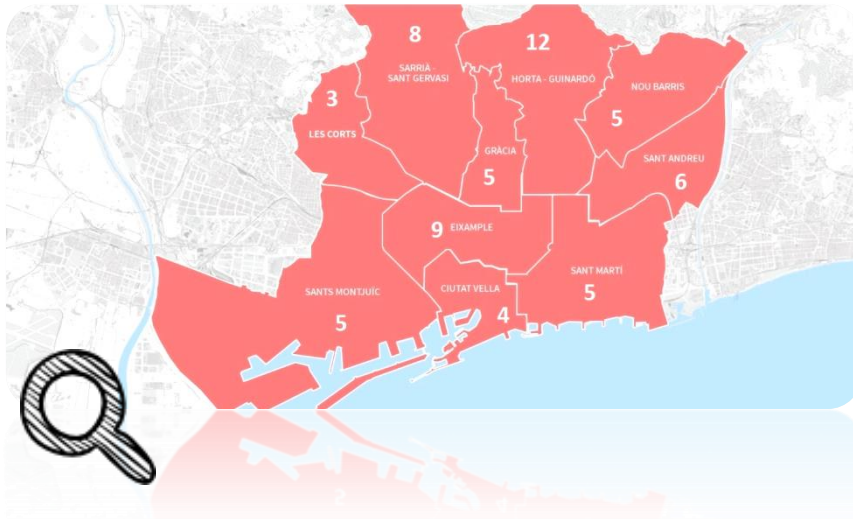 8
SARRIÀ -
SANT GERVASI
12
HORTA - GUINARDÓ
3
LES CORTS
NOU BARRIS
5
GRÀCIA
5
SANT ANDREU
6
9 EIXAMPLE
SANT MARTÍ
5
CIUTAT VELLA
4
SANTS MONTJUÏC
5